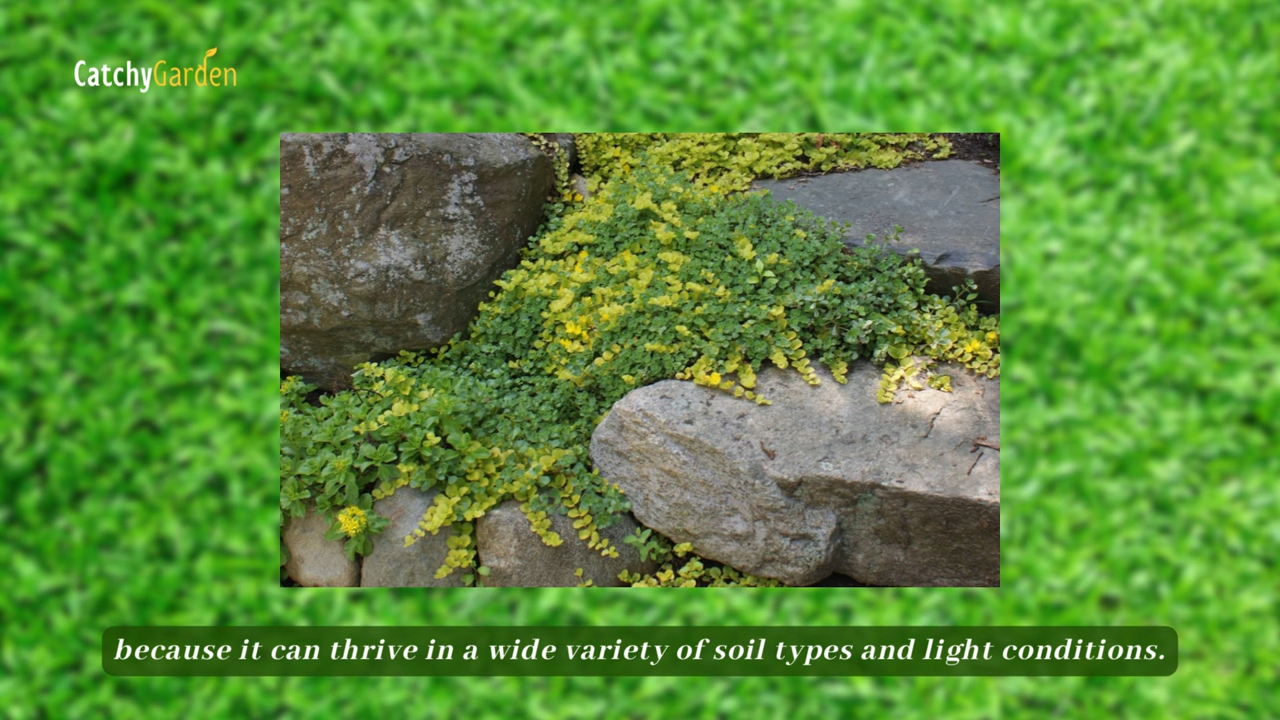 CatchyGarden
because it can thrive in a wide variety of soil types and light conditions.